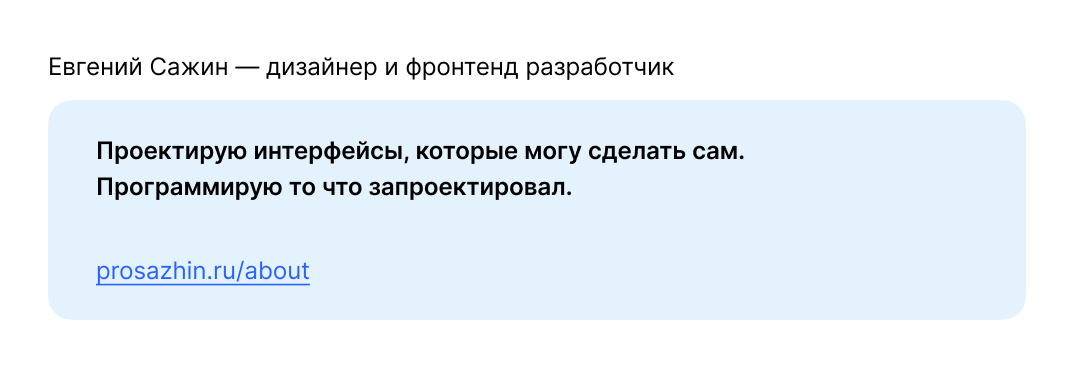 Евгений Сажин — дизайнер и фронтенд разработчик
Проектирую интерфейсы, которые могу сделать сам.
Программирую то что запроектировал.
prosazhin.ru/about